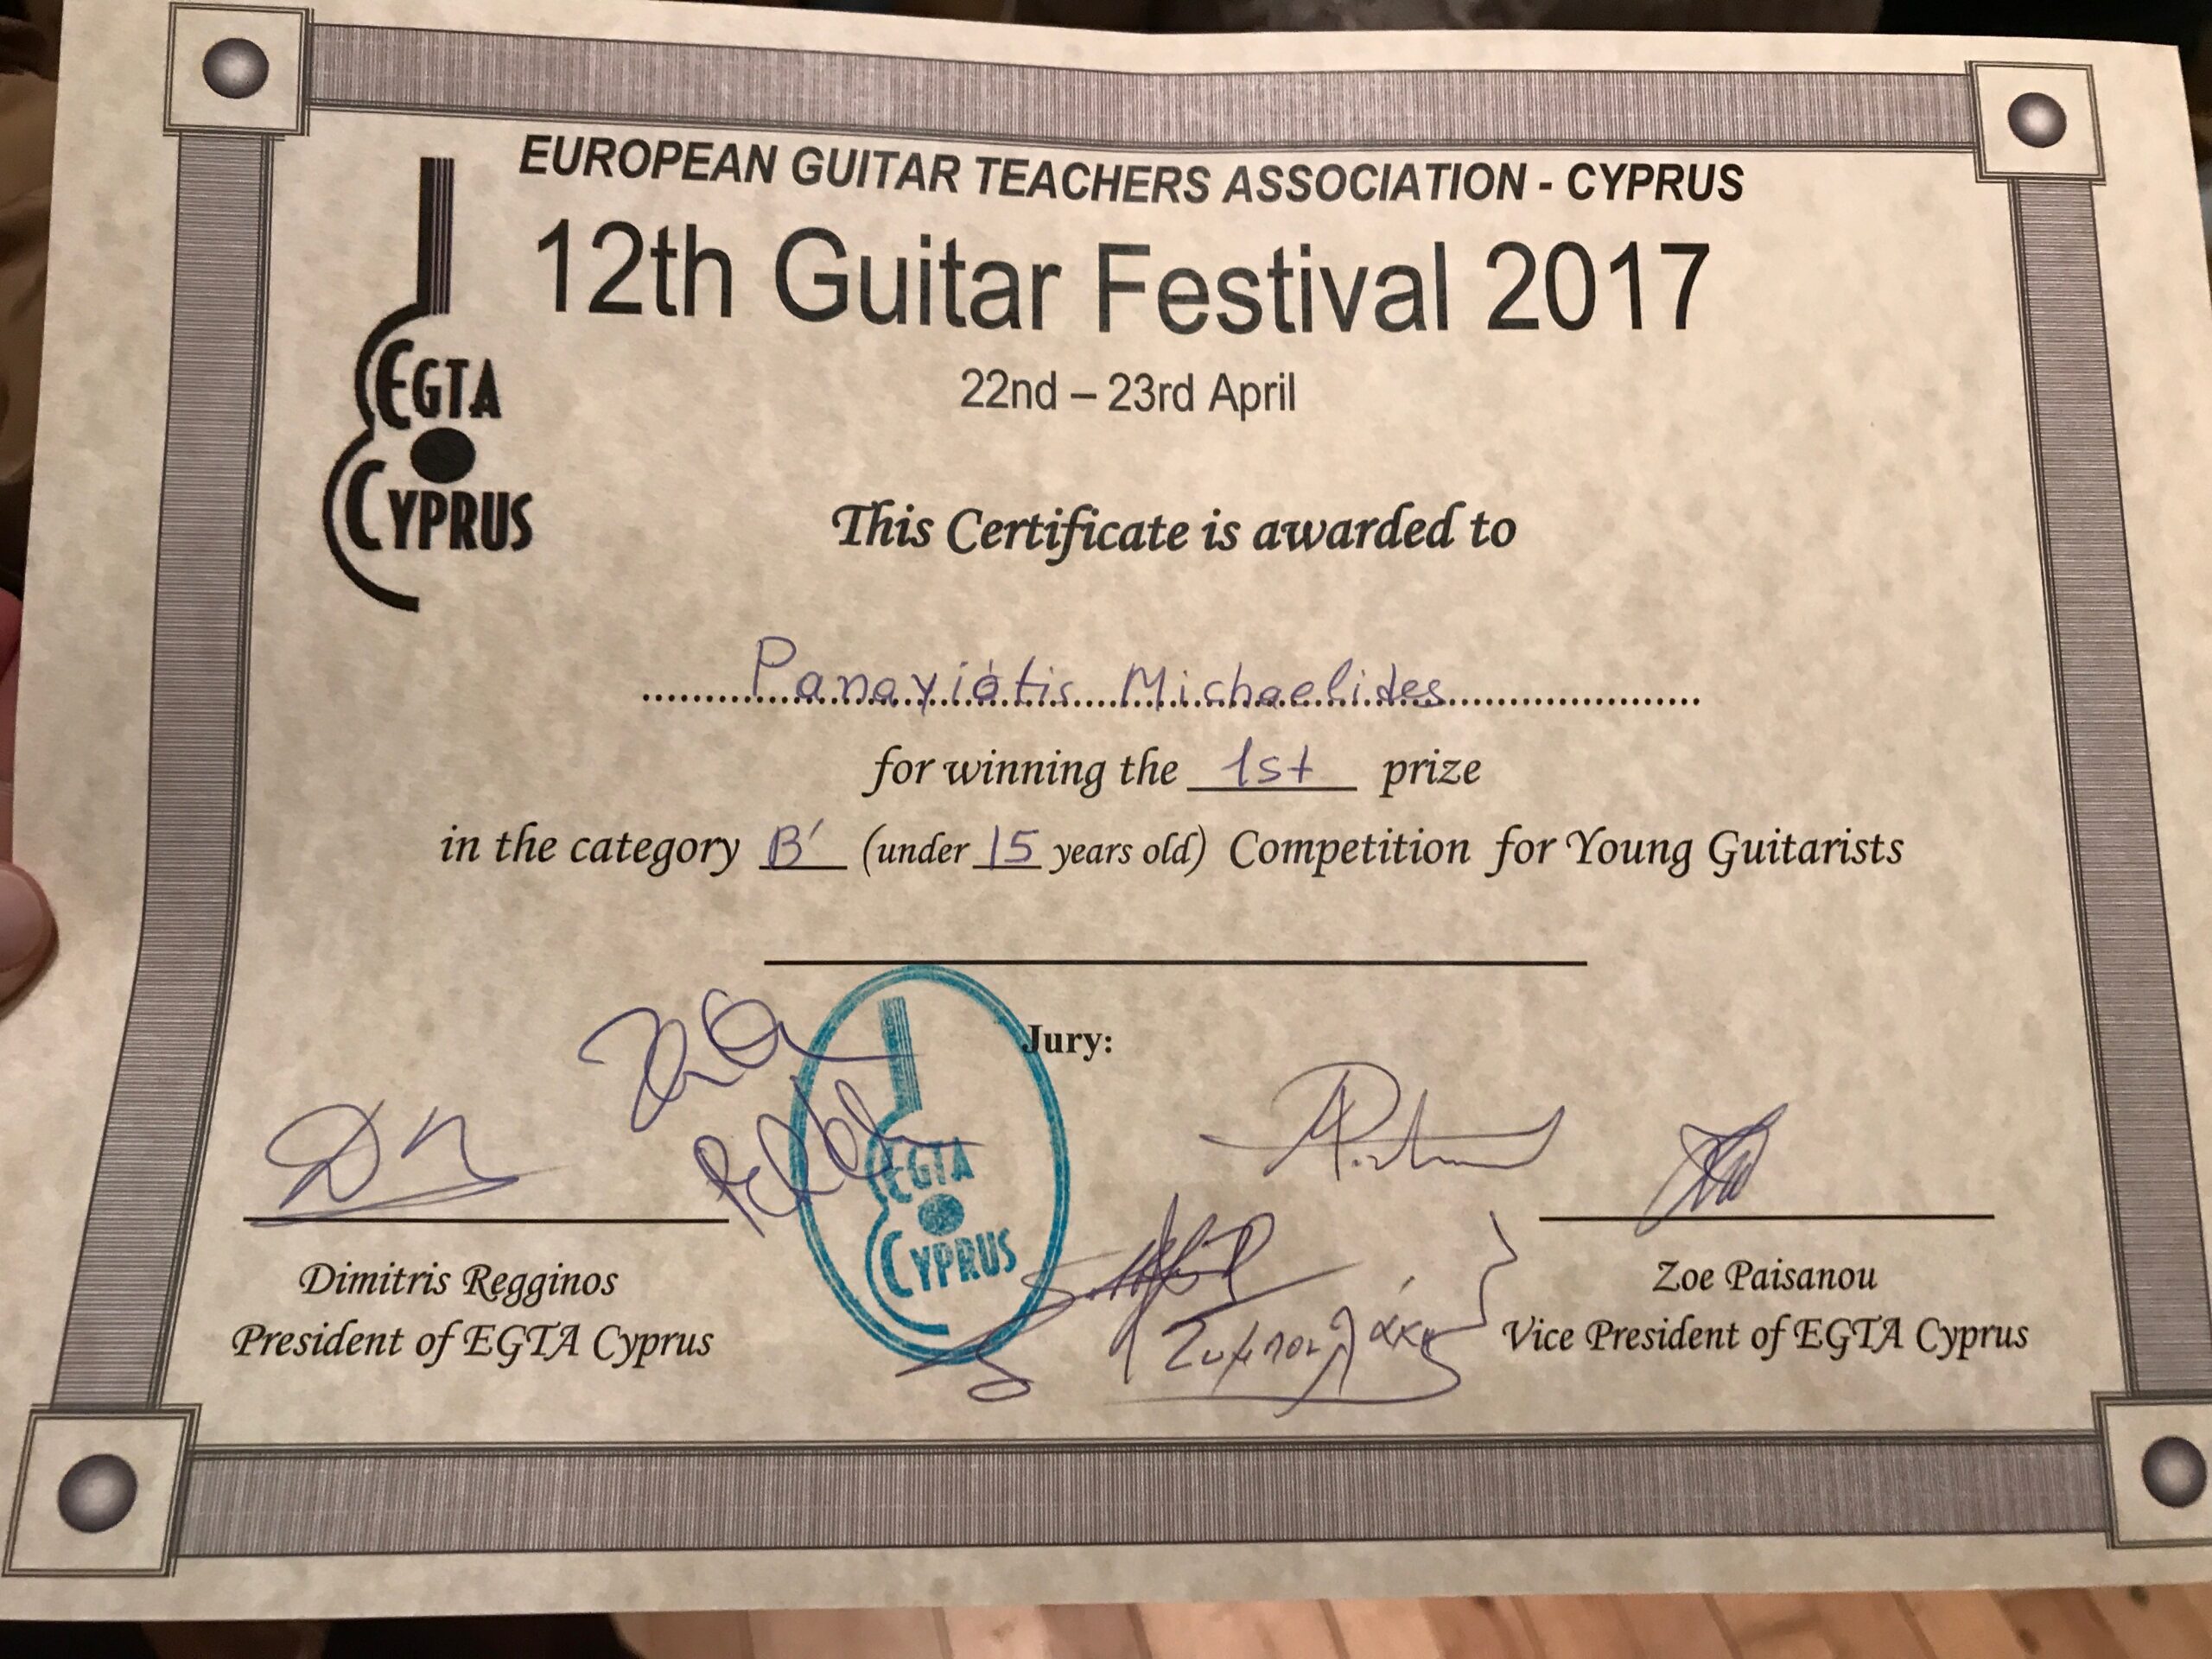 EUROPEAN GUITAR TEACHERS ASSOCIATION - CYPRUS
12th Guitar Festival 2017
22nd – 23rd April
EGTA
CYPRUS
This Certificate is awarded to
Panayiotis Michaelides
for winning the 1st prize
in the category B' (under 15 years old) Competition for Young Guitarists
Jury:
EGTA
CYPRUS
Dimitris Regginos
President of EGTA Cyprus
Zoe Paisanou
Vice President of EGTA Cyprus